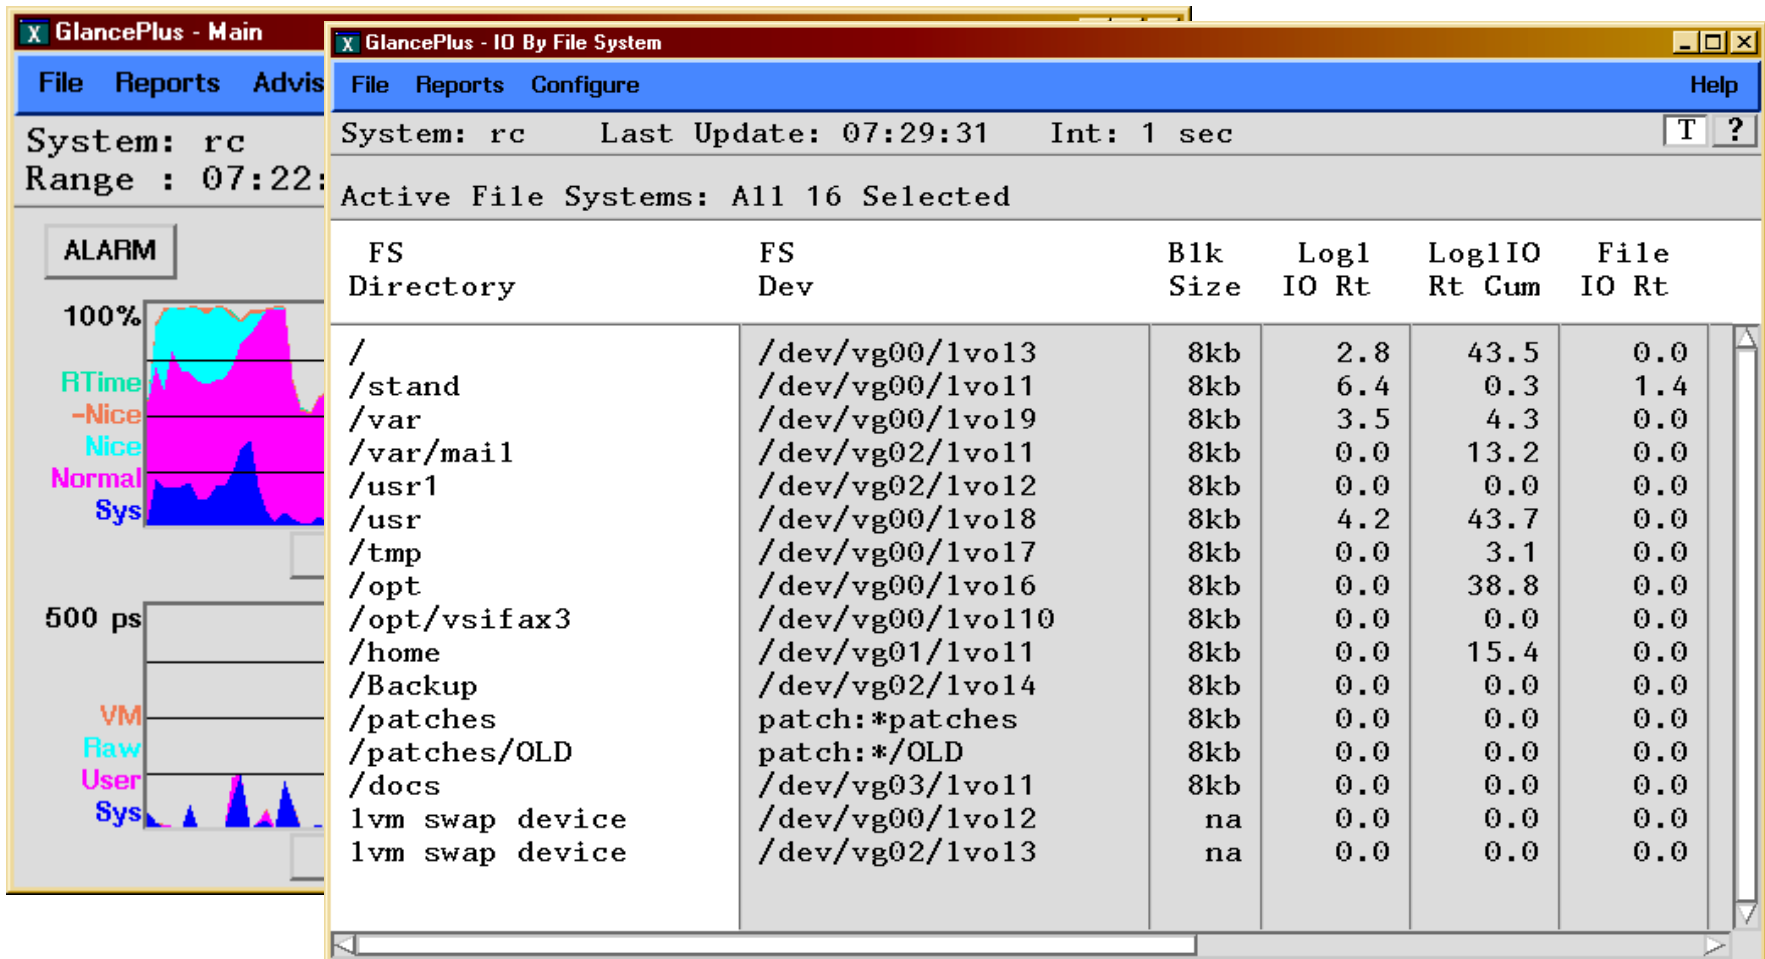 GlancePlus - Main
File Reports Advis
System: rc
Range : 07:22:
ALARM
100%
RTime
-Nice
Nice
Normal
Sys
500 ps
VM
Raw
User
Sys
GlancePlus - IO By File System
File Reports Configure Help
System: rc Last Update: 07:29:31 Int: 1 sec T ?
Active File Systems: All 16 Selected
FS FS Blk Logl LoglIO File
Directory Dev Size IO Rt Rt Cum IO Rt
/ /dev/vg00/lvol3 8kb 2.8 43.5 0.0
/stand /dev/vg00/lvol1 8kb 6.4 0.3 1.4
/var /dev/vg00/lvol9 8kb 3.5 4.3 0.0
/var/mail /dev/vg02/lvol1 8kb 0.0 13.2 0.0
/usr1 /dev/vg02/lvol2 8kb 0.0 0.0 0.0
/usr /dev/vg00/lvol8 8kb 4.2 43.7 0.0
/tmp /dev/vg00/lvol7 8kb 0.0 3.1 0.0
/opt /dev/vg00/lvol6 8kb 0.0 38.8 0.0
/opt/vsifax3 /dev/vg00/lvol10 8kb 0.0 0.0 0.0
/home /dev/vg01/lvol1 8kb 0.0 15.4 0.0
/Backup /dev/vg02/lvol4 8kb 0.0 0.0 0.0
/patches patch:*patches 8kb 0.0 0.0 0.0
/patches/OLD patch:*/OLD 8kb 0.0 0.0 0.0
/docs /dev/vg03/lvol1 8kb 0.0 0.0 0.0
lvm swap device /dev/vg00/lvol2 na 0.0 0.0 0.0
lvm swap device /dev/vg02/lvol3 na 0.0 0.0 0.0